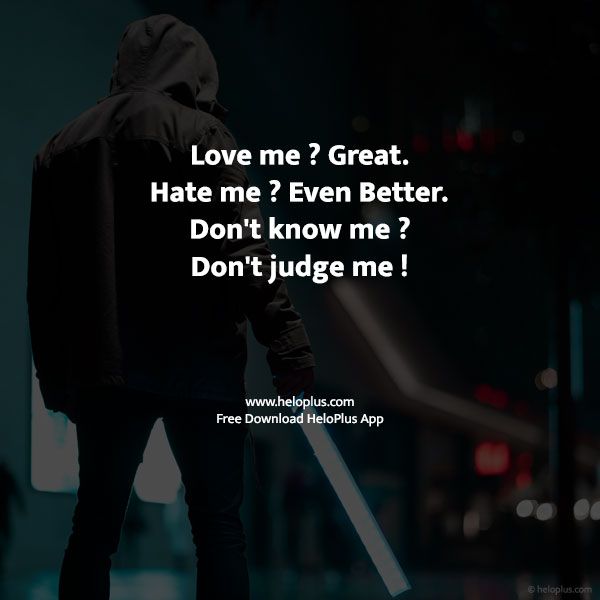 Love me ? Great.
Hate me ? Even Better.
Don't know me ?
Don't judge me !
www.heloplus.com
Free Download HeloPlus App
© heloplus.com